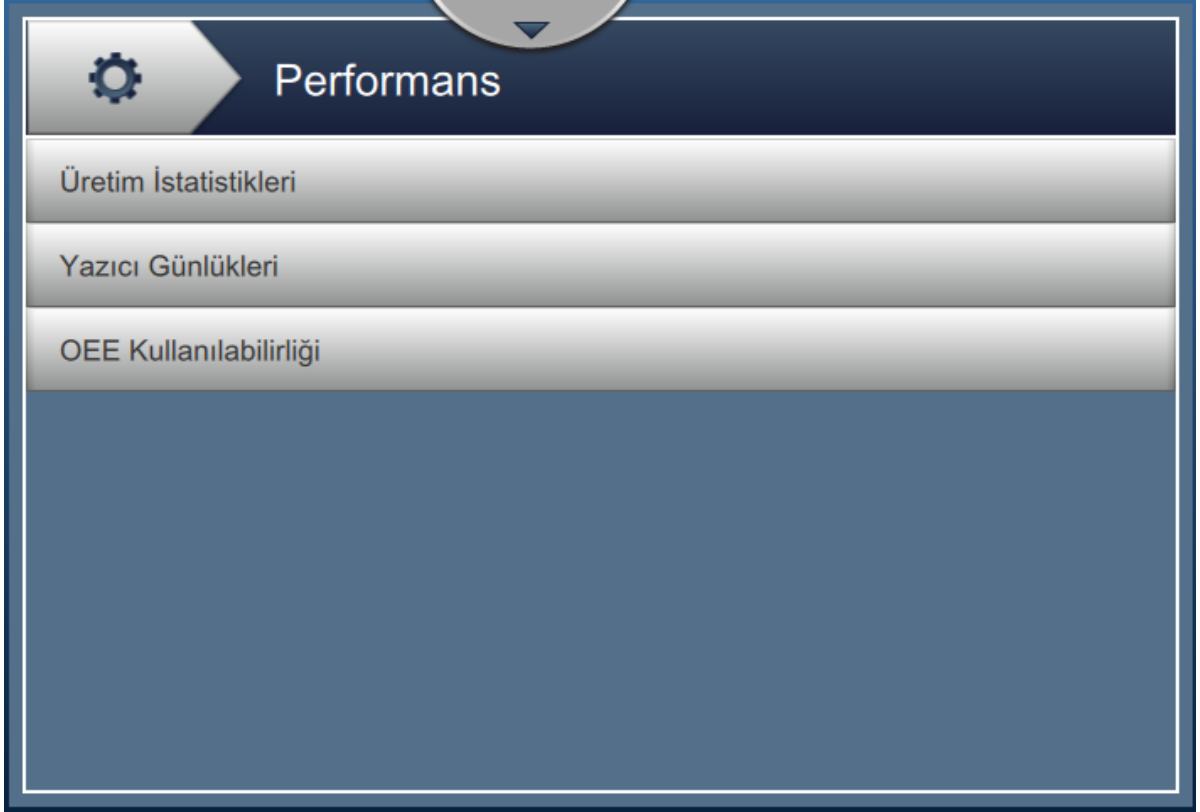 Performans
Üretim İstatistikleri
Yazıcı Günlükleri
OEE Kullanılabilirliği